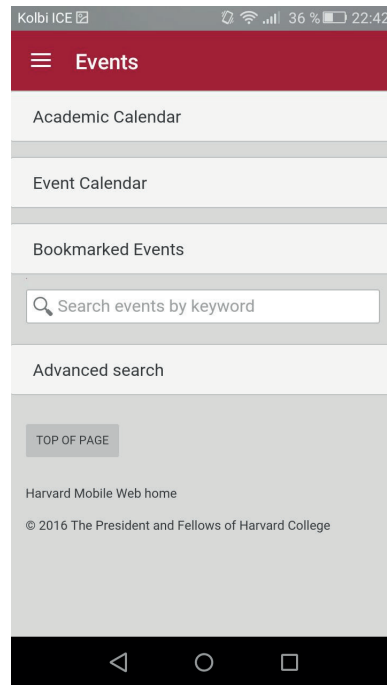 Kolbi ICE 36 % 22:42
Events
Academic Calendar
Event Calendar
Bookmarked Events
Search events by keyword
Advanced search
TOP OF PAGE
Harvard Mobile Web home
© 2016 The President and Fellows of Harvard College